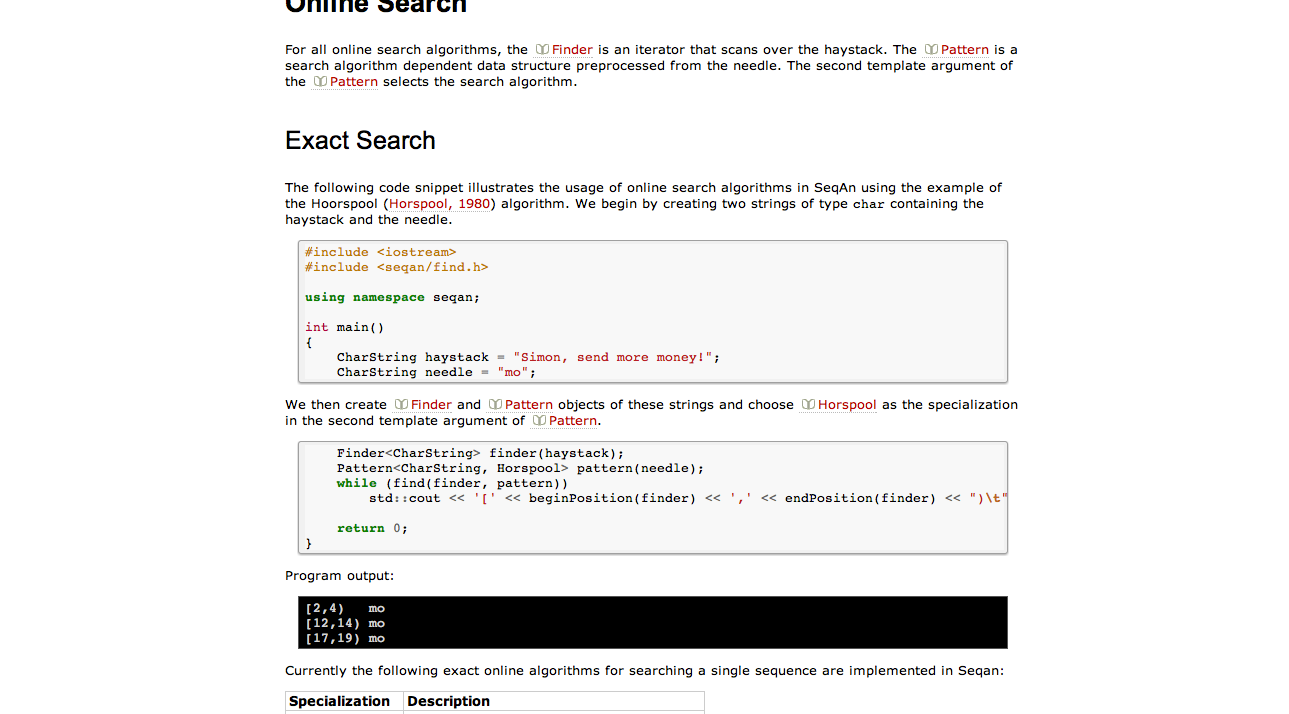 Online Search
For all online search algorithms, the Finder is an iterator that scans over the haystack. The Pattern is a
search algorithm dependent data structure preprocessed from the needle. The second template argument of
the Pattern selects the search algorithm.
Exact Search
The following code snippet illustrates the usage of online search algorithms in SeqAn using the example of
the Hoorspool (Horspool, 1980) algorithm. We begin by creating two strings of type char containing the
haystack and the needle.
#include <iostream>
#include <seqan/find.h>
using namespace seqan;
int main()
{
    CharString haystack = "Simon, send more money!";
    CharString needle = "mo";
We then create Finder and Pattern objects of these strings and choose Horspool as the specialization
in the second template argument of Pattern.
    Finder<CharString> finder(haystack);
    Pattern<CharString, Horspool> pattern(needle);
    while (find(finder, pattern))
        std::cout << '[' << beginPosition(finder) << ',' << endPosition(finder) << ")\t"
    return 0;
}
Program output:
[2,4)   mo
[12,14) mo
[17,19) mo
Currently the following exact online algorithms for searching a single sequence are implemented in Seqan:
Specialization Description